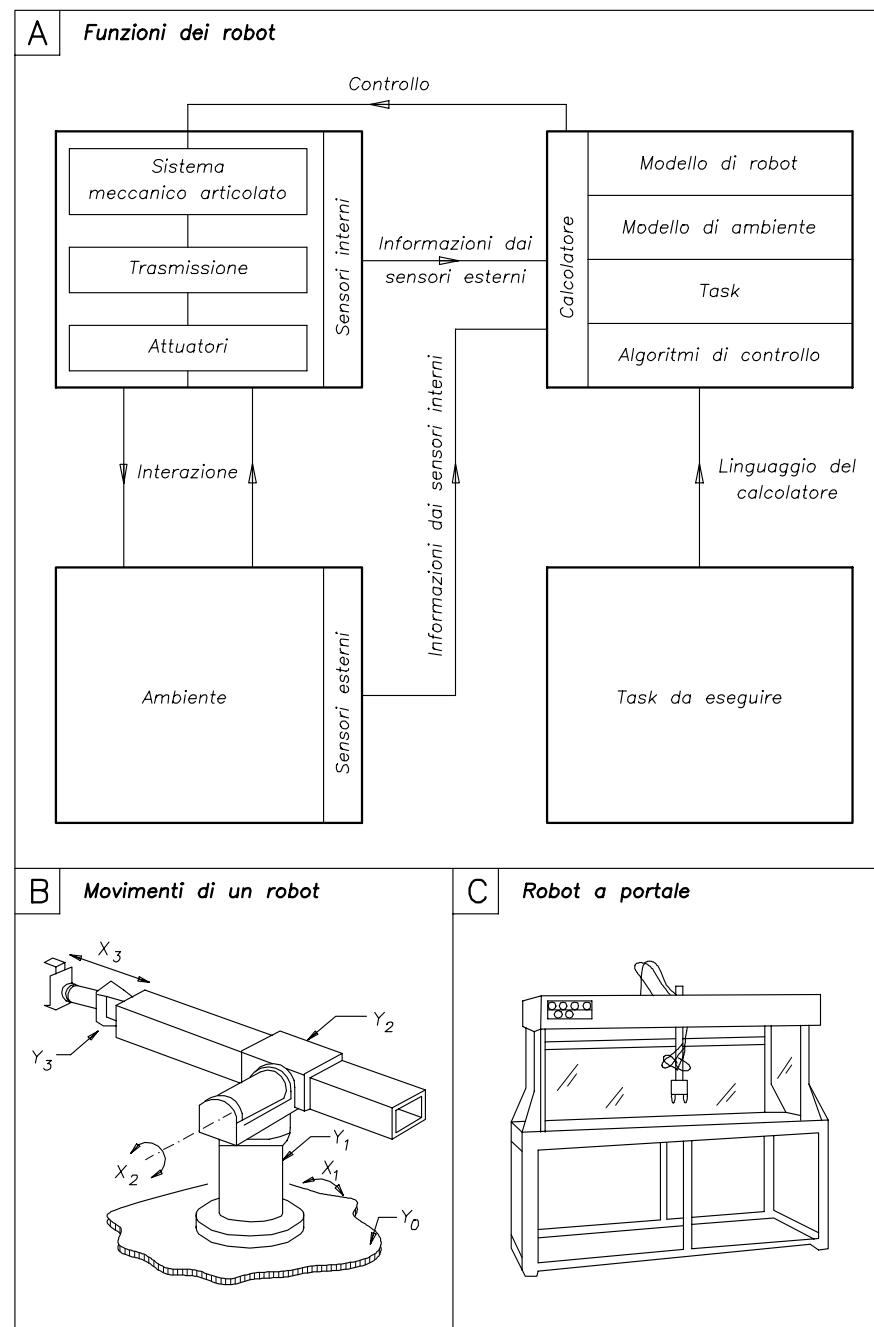 A
Funzioni dei robot
Controllo
Sistema
meccanico articolato
Trasmissione
Attuatori
Sensori interni
Informazioni dai
sensori esterni
Calcolatore
Modello di robot
Modello di ambiente
Task
Algoritmi di controllo
Interazione
Informazioni dai sensori interni
Linguaggio del
calcolatore
Ambiente
Sensori esterni
Task da eseguire
B
Movimenti di un robot
X3
Y2
Y3
Y1
X2
X1
Y0
C
Robot a portale